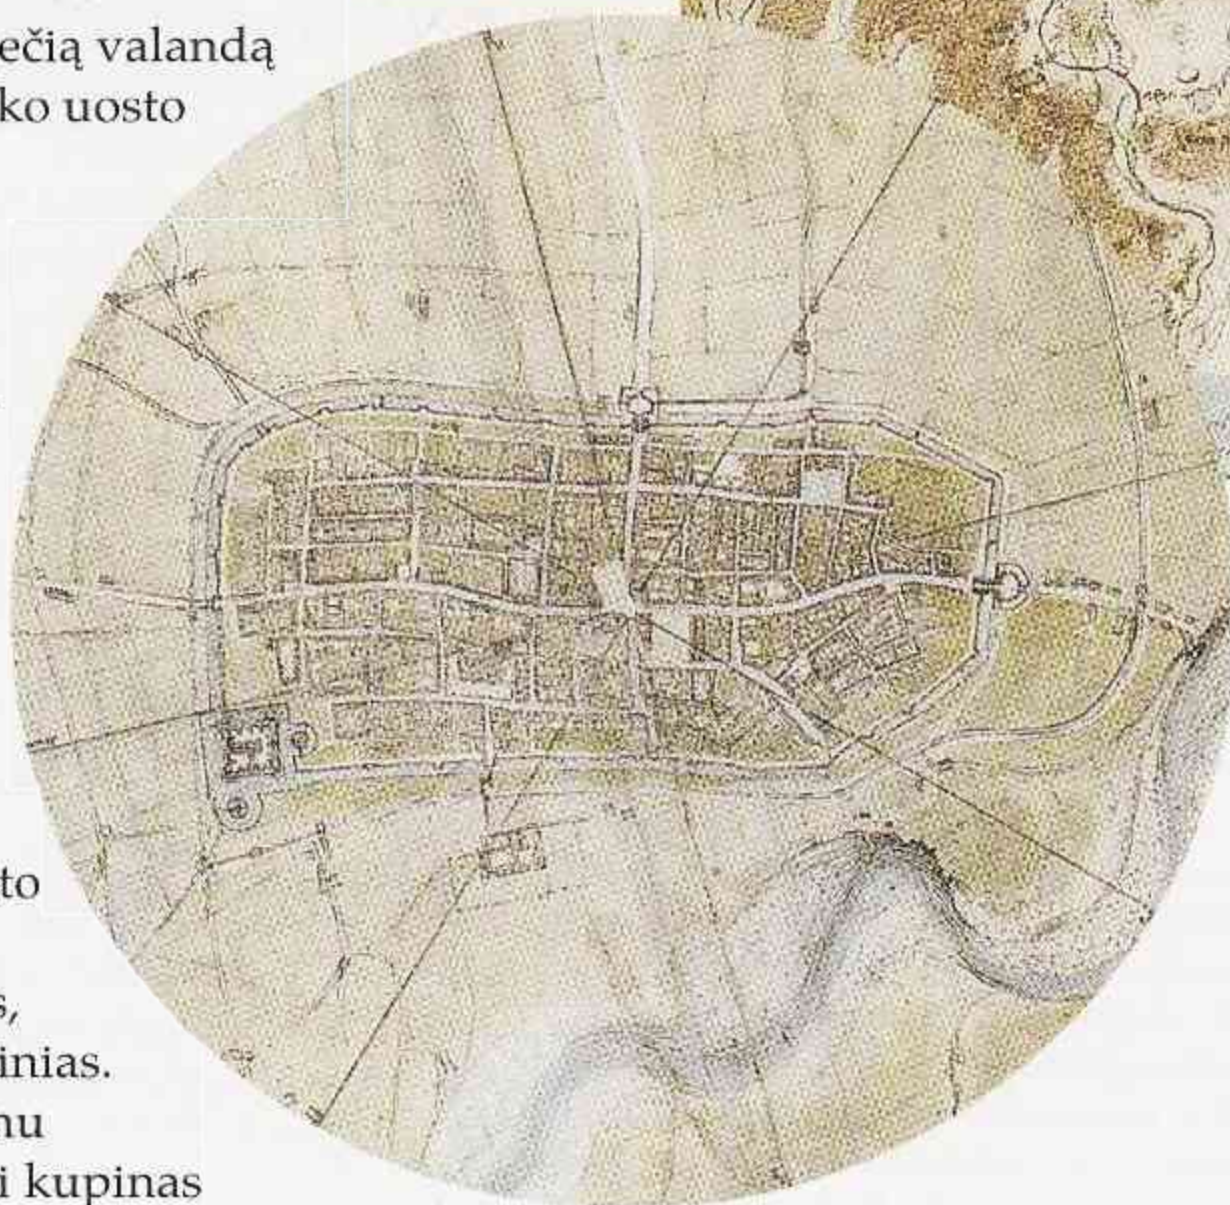 ečią valandą
ko uosto
to
s,
inias.
nu
i kupinas